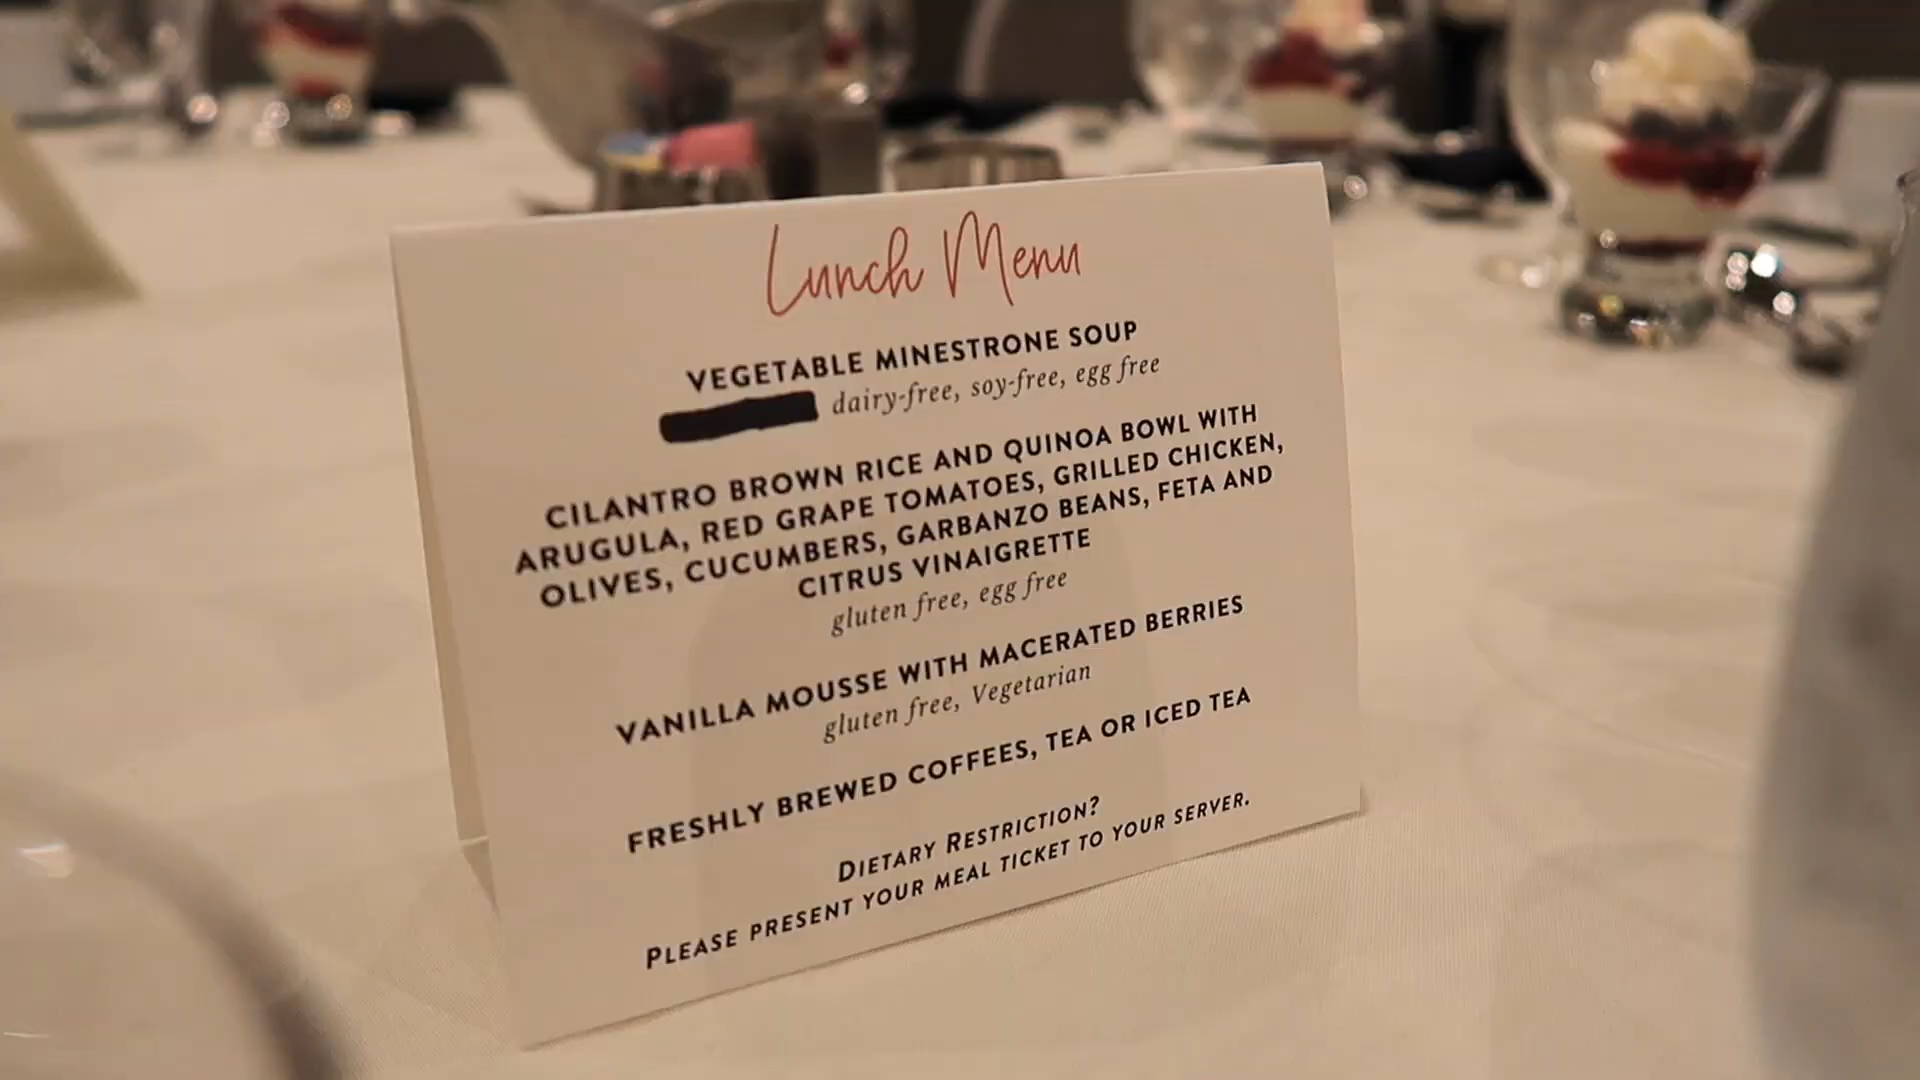 Lunch Menu
VEGETABLE MINESTRONE SOUP
dairy-free, soy-free, egg free
CILANTRO BROWN RICE AND QUINOA BOWL WITH
ARUGULA, RED GRAPE TOMATOES, GRILLED CHICKEN,
OLIVES, CUCUMBERS, GARBANZO BEANS, FETA AND
CITRUS VINAIGRETTE
gluten free, egg free
VANILLA MOUSSE WITH MACERATED BERRIES
gluten free, Vegetarian
FRESHLY BREWED COFFEES, TEA OR ICED TEA
DIETARY RESTRICTION?
PLEASE PRESENT YOUR MEAL TICKET TO YOUR SERVER.